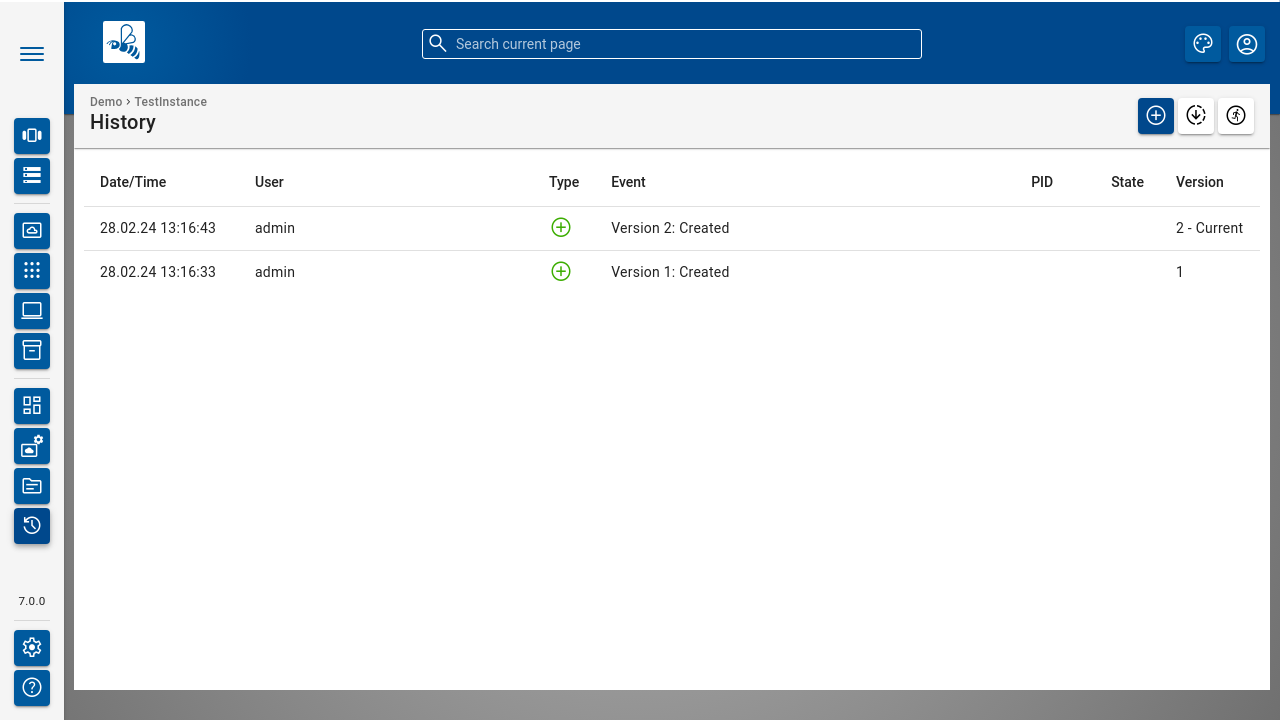 Search current page
Demo › TestInstance
History
Date/Time User Type Event PID State Version
28.02.24 13:16:43 admin Version 2: Created 2 - Current
28.02.24 13:16:33 admin Version 1: Created 1
7.0.0